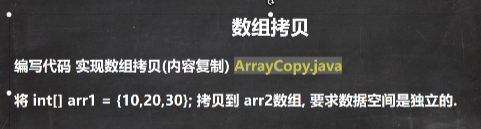 数组拷贝
编写代码 实现数组拷贝(内容复制) ArrayCopy.java
将 int[] arr1 = {10,20,30}; 拷贝到 arr2数组, 要求数据空间是独立的.